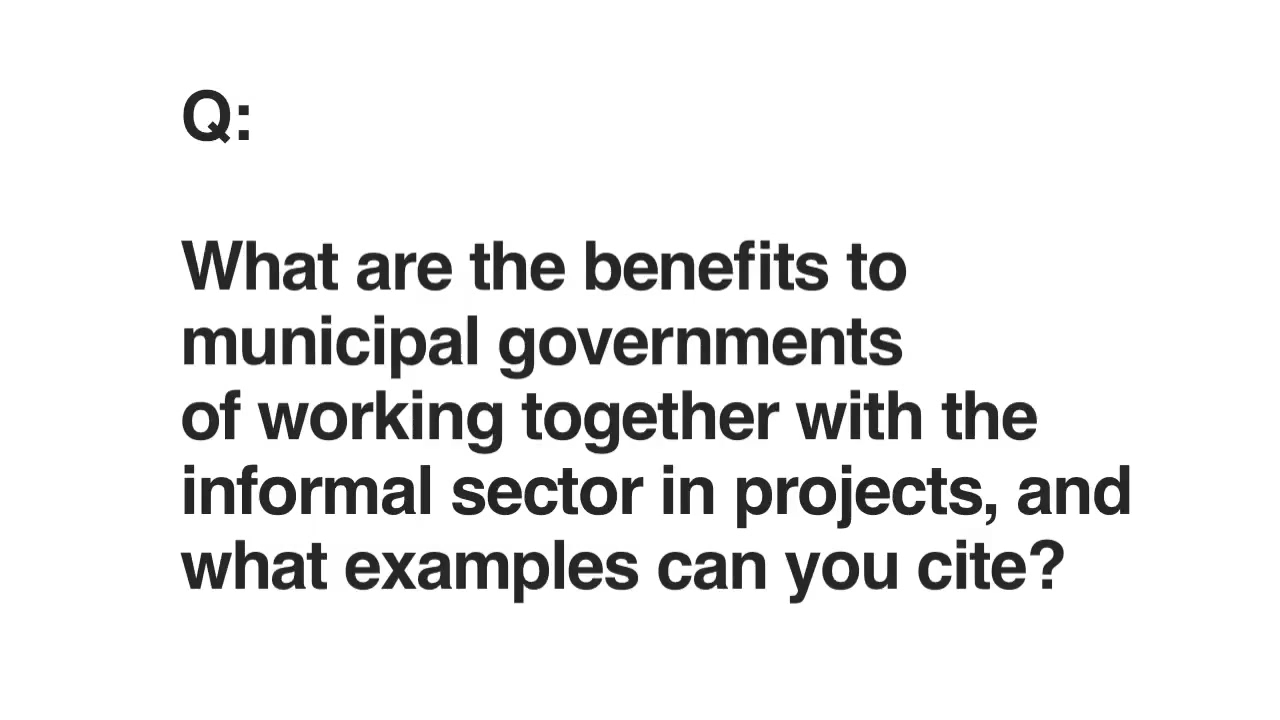 Q:
What are the benefits to
municipal governments
of working together with the
informal sector in projects, and
what examples can you cite?